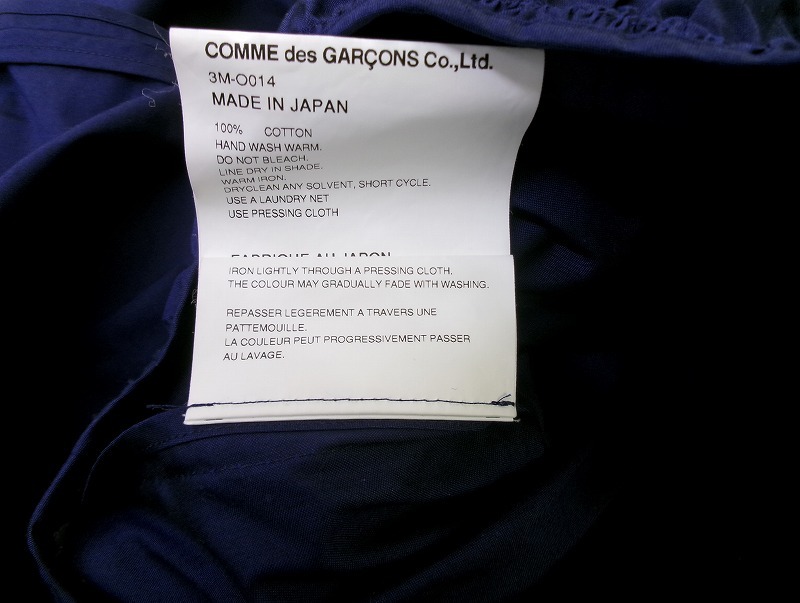 COMME des GARÇONS Co.,Ltd.
3M-O014
MADE IN JAPAN
100% COTTON
HAND WASH WARM.
DO NOT BLEACH.
LINE DRY IN SHADE.
WARM IRON.
DRYCLEAN ANY SOLVENT, SHORT CYCLE.
USE A LAUNDRY NET
USE PRESSING CLOTH
FABRIQUE AU JAPON
IRON LIGHTLY THROUGH A PRESSING CLOTH.
THE COLOUR MAY GRADUALLY FADE WITH WASHING.
REPASSER LEGEREMENT A TRAVERS UNE
PATTEMOUILLE.
LA COULEUR PEUT PROGRESSIVEMENT PASSER
AU LAVAGE.